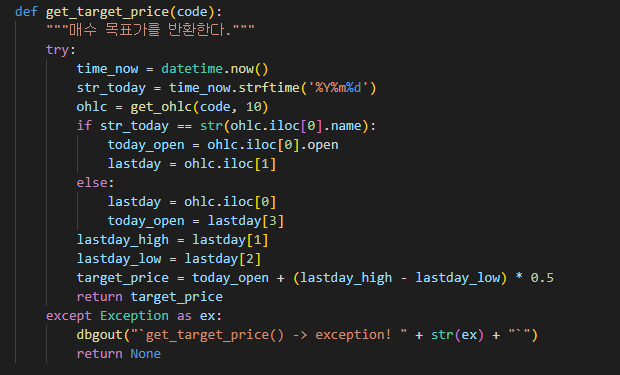 def get_target_price(code):
    """매수 목표가를 반환한다."""
    try:
        time_now = datetime.now()
        str_today = time_now.strftime('%Y%m%d')
        ohlc = get_ohlc(code, 10)
        if str_today == str(ohlc.iloc[0].name):
            today_open = ohlc.iloc[0].open
            lastday = ohlc.iloc[1]
        else:
            lastday = ohlc.iloc[0]
            today_open = lastday[3]
        lastday_high = lastday[1]
        lastday_low = lastday[2]
        target_price = today_open + (lastday_high - lastday_low) * 0.5
        return target_price
    except Exception as ex:
        dbgout("`get_target_price() -> exception! " + str(ex) + "`")
        return None